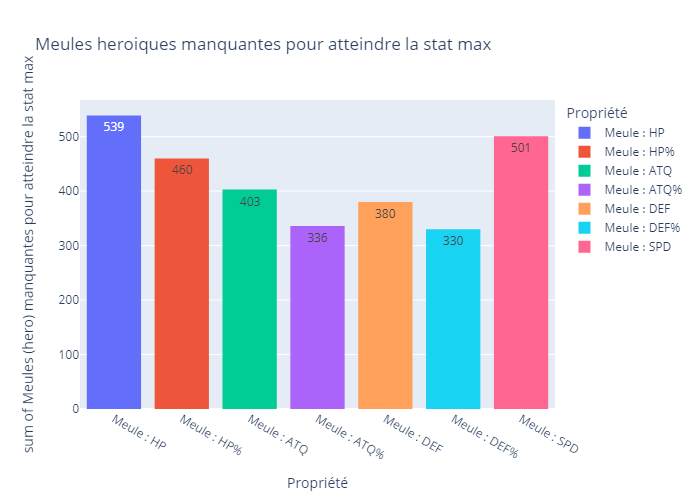 Meules heroiques manquantes pour atteindre la stat max
sum of Meules (hero) manquantes pour atteindre la stat max
500
400
300
200
100
0
539
460
403
336
380
330
501
Meule : HP
Meule : HP%
Meule : ATQ
Meule : ATQ%
Meule : DEF
Meule : DEF%
Meule : SPD
Propriété
Propriété
Meule : HP
Meule : HP%
Meule : ATQ
Meule : ATQ%
Meule : DEF
Meule : DEF%
Meule : SPD